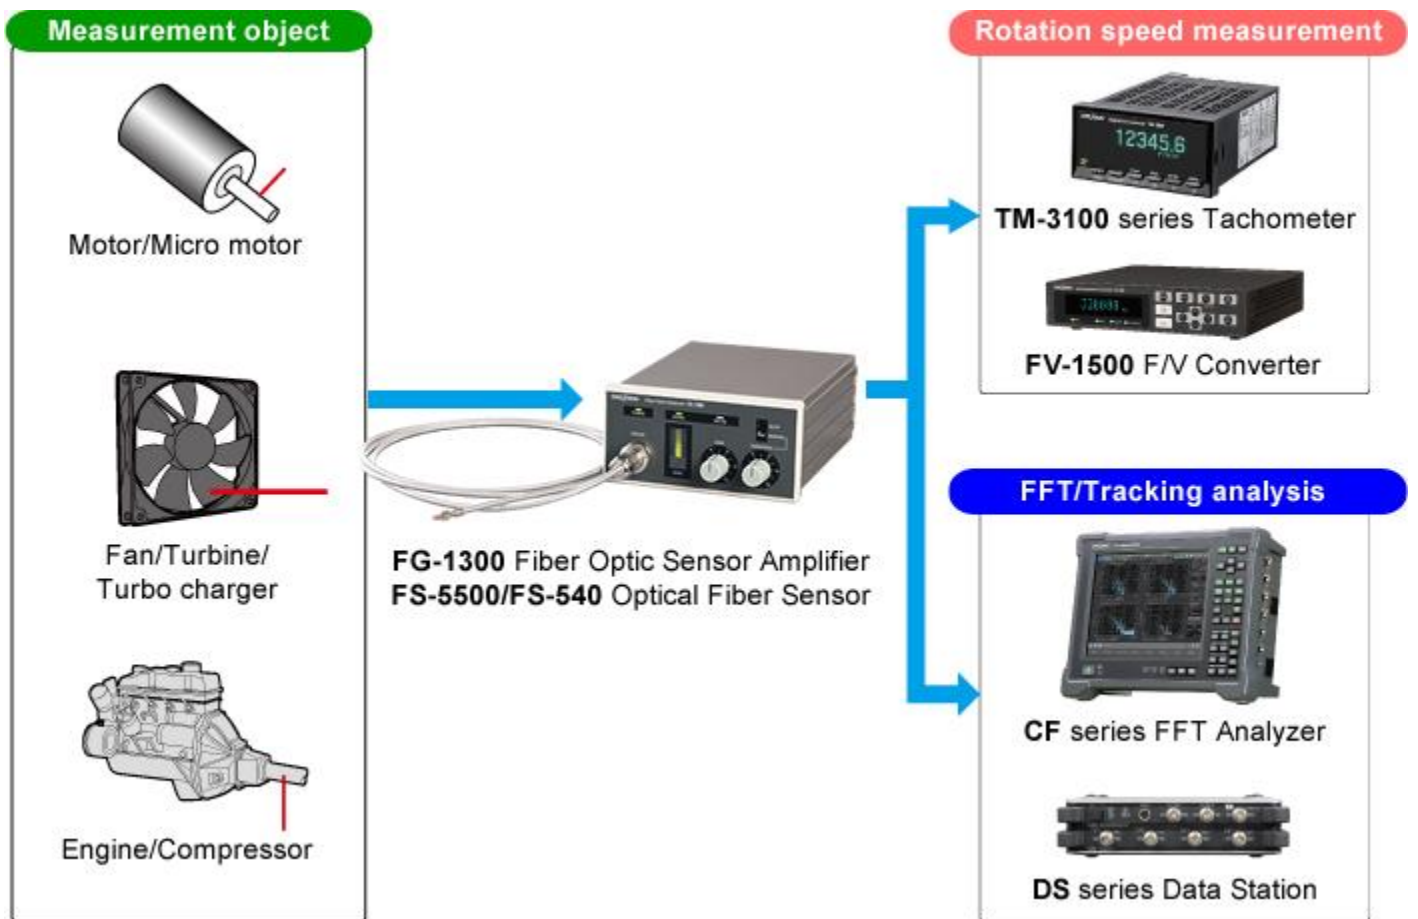 Measurement object
Motor/Micro motor
Fan/Turbine/
Turbo charger
Engine/Compressor
FG-1300 Fiber Optic Sensor Amplifier
FS-5500/FS-540 Optical Fiber Sensor
Rotation speed measurement
12345.6
TM-3100 series Tachometer
FV-1500 F/V Converter
FFT/Tracking analysis
CF series FFT Analyzer
DS series Data Station